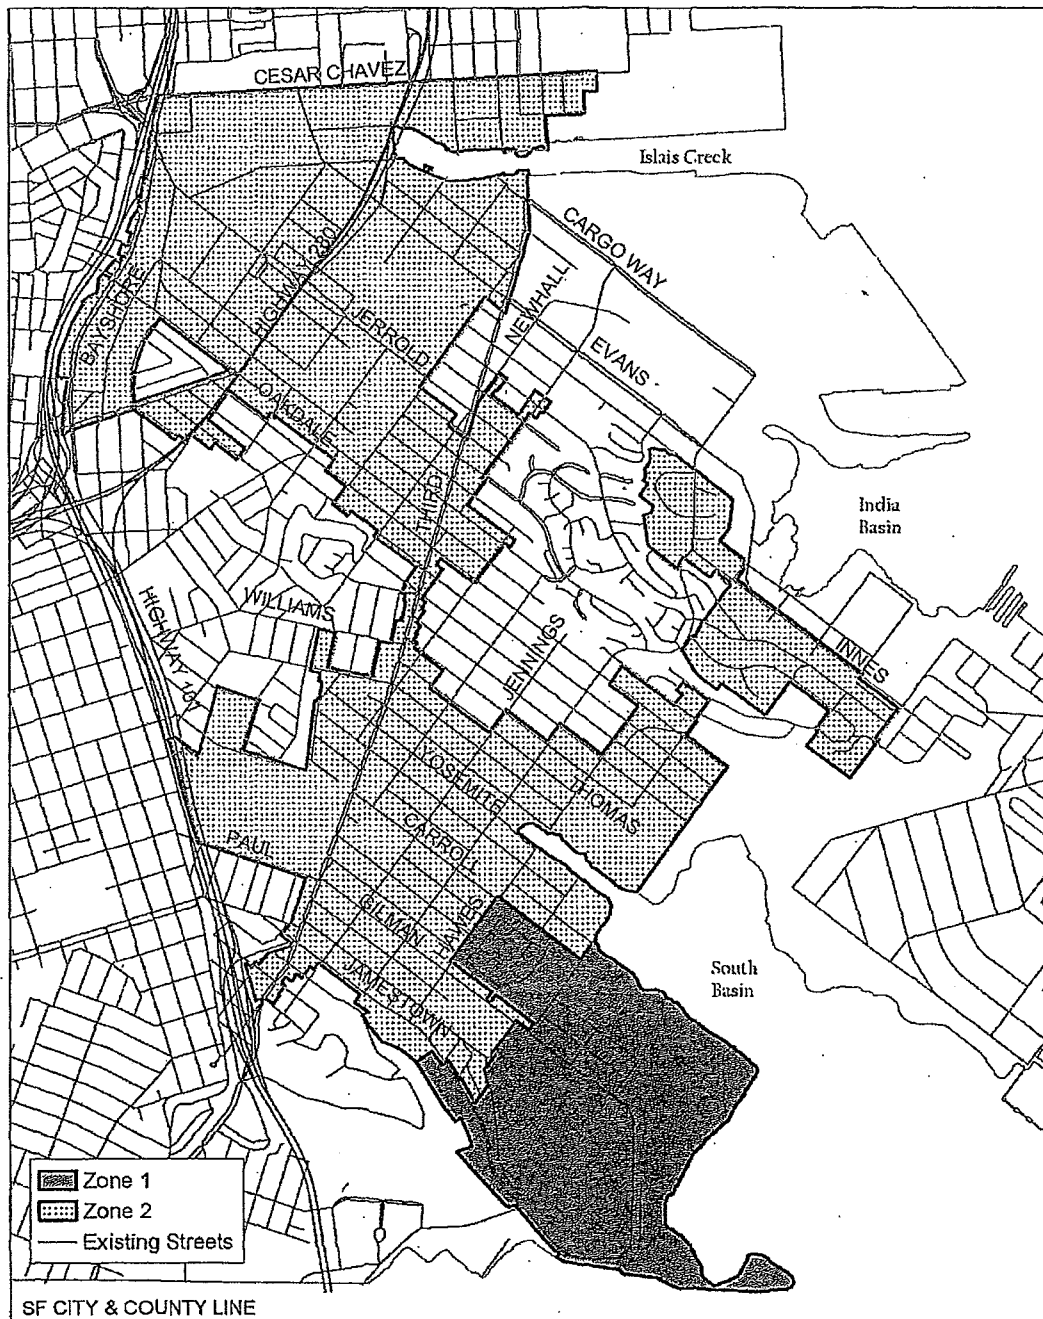 CESAR CHAVEZ
Islais Creek
CARGO WAY
NEWHALL
HIGHWAY 280
BAYSHORE
JERROLD
EVANS
OAKDALE
THIRD
India
Basin
WILLIAMS
HIGHWAY 101
JENNINGS
INNES
YOSEMITE
THOMAS
CARROLL
PAUL
GILMAN
HAWES
JAMESTOWN
South
Basin
Zone 1
Zone 2
Existing Streets
SF CITY & COUNTY LINE